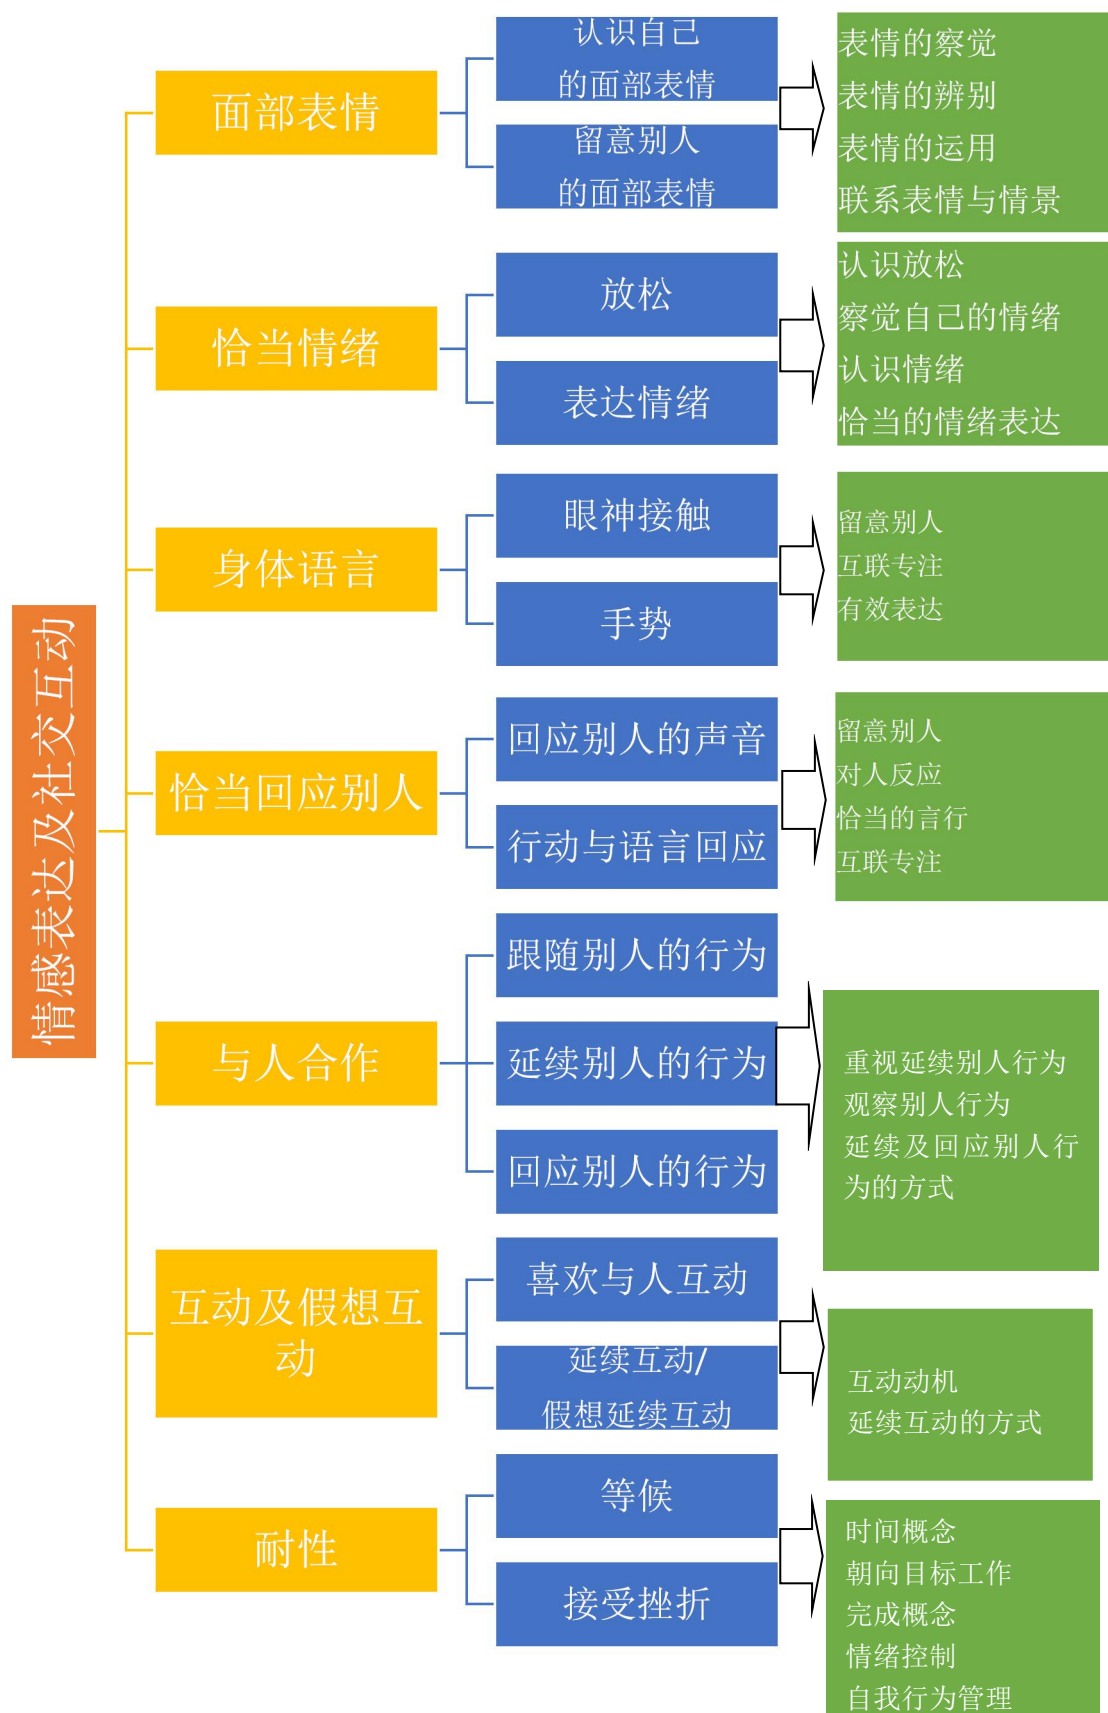 情感表达及社交互动
面部表情
认识自己
的面部表情
留意别人
的面部表情
表情的察觉
表情的辨别
表情的运用
联系表情与情景
恰当情绪
放松
表达情绪
认识放松
察觉自己的情绪
认识情绪
恰当的情绪表达
身体语言
眼神接触
手势
留意别人
互联专注
有效表达
恰当回应别人
回应别人的声音
行动与语言回应
留意别人
对人反应
恰当的言行
互联专注
与人合作
跟随别人的行为
延续别人的行为
回应别人的行为
重视延续别人行为
观察别人行为
延续及回应别人行
为的方式
互动及假想互
动
喜欢与人互动
延续互动/
假想延续互动
互动动机
延续互动的方式
耐性
等候
接受挫折
时间概念
朝向目标工作
完成概念
情绪控制
自我行为管理